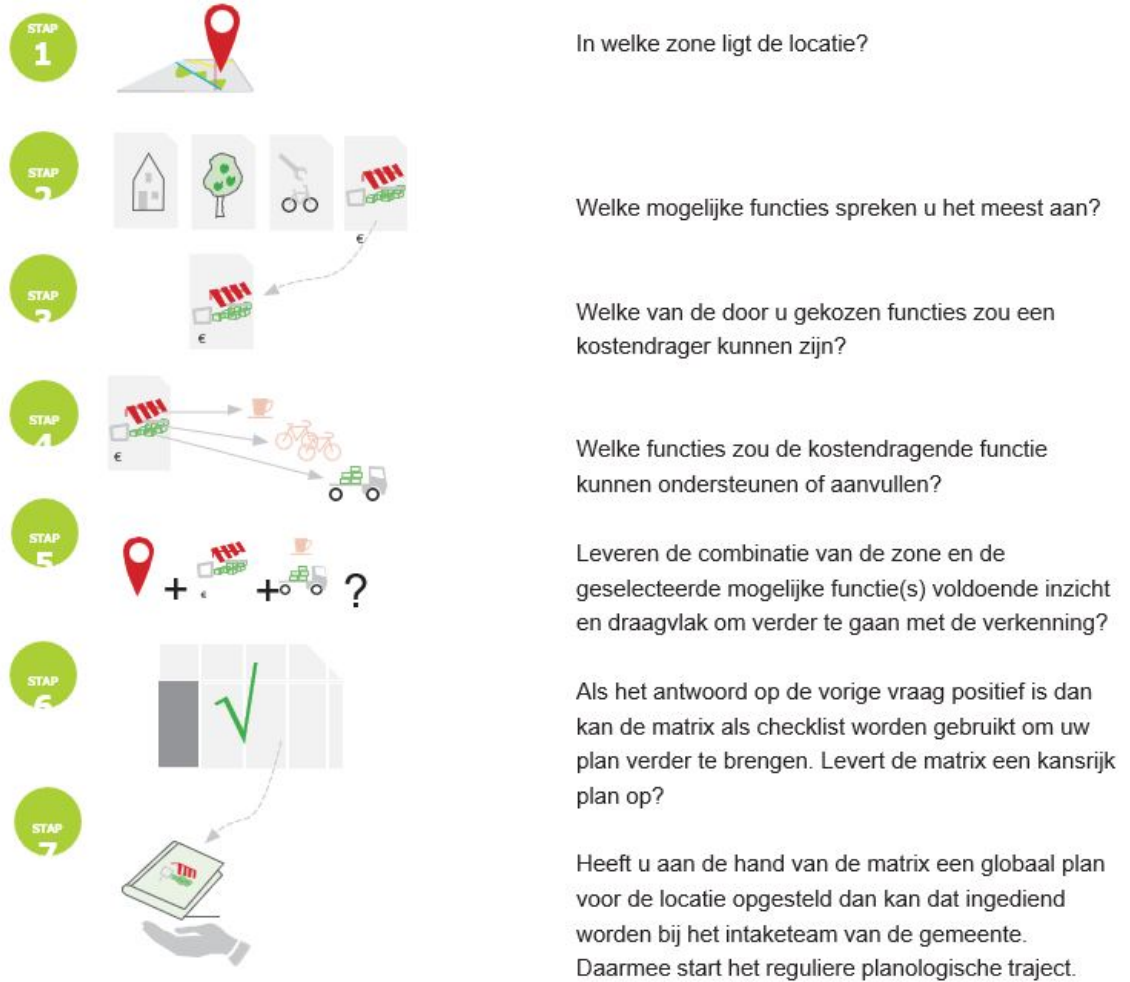 STAP
1
In welke zone ligt de locatie?
STAP
2
€
Welke mogelijke functies spreken u het meest aan?
STAP
3
€
Welke van de door u gekozen functies zou een
kostendrager kunnen zijn?
STAP
4
€
Welke functies zou de kostendragende functie
kunnen ondersteunen of aanvullen?
STAP
5
+ € + ?
Leveren de combinatie van de zone en de
geselecteerde mogelijke functie(s) voldoende inzicht
en draagvlak om verder te gaan met de verkenning?
STAP
6
Als het antwoord op de vorige vraag positief is dan
kan de matrix als checklist worden gebruikt om uw
plan verder te brengen. Levert de matrix een kansrijk
plan op?
STAP
7
Heeft u aan de hand van de matrix een globaal plan
voor de locatie opgesteld dan kan dat ingediend
worden bij het intaketeam van de gemeente.
Daarmee start het reguliere planologische traject.